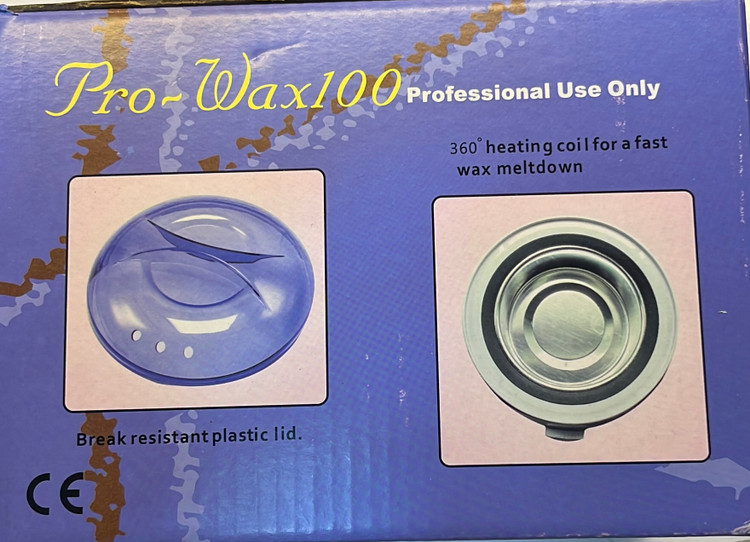 Pro-Wax100 Professional Use Only
360° heating coil for a fast
wax meltdown
Break resistant plastic lid.
CE